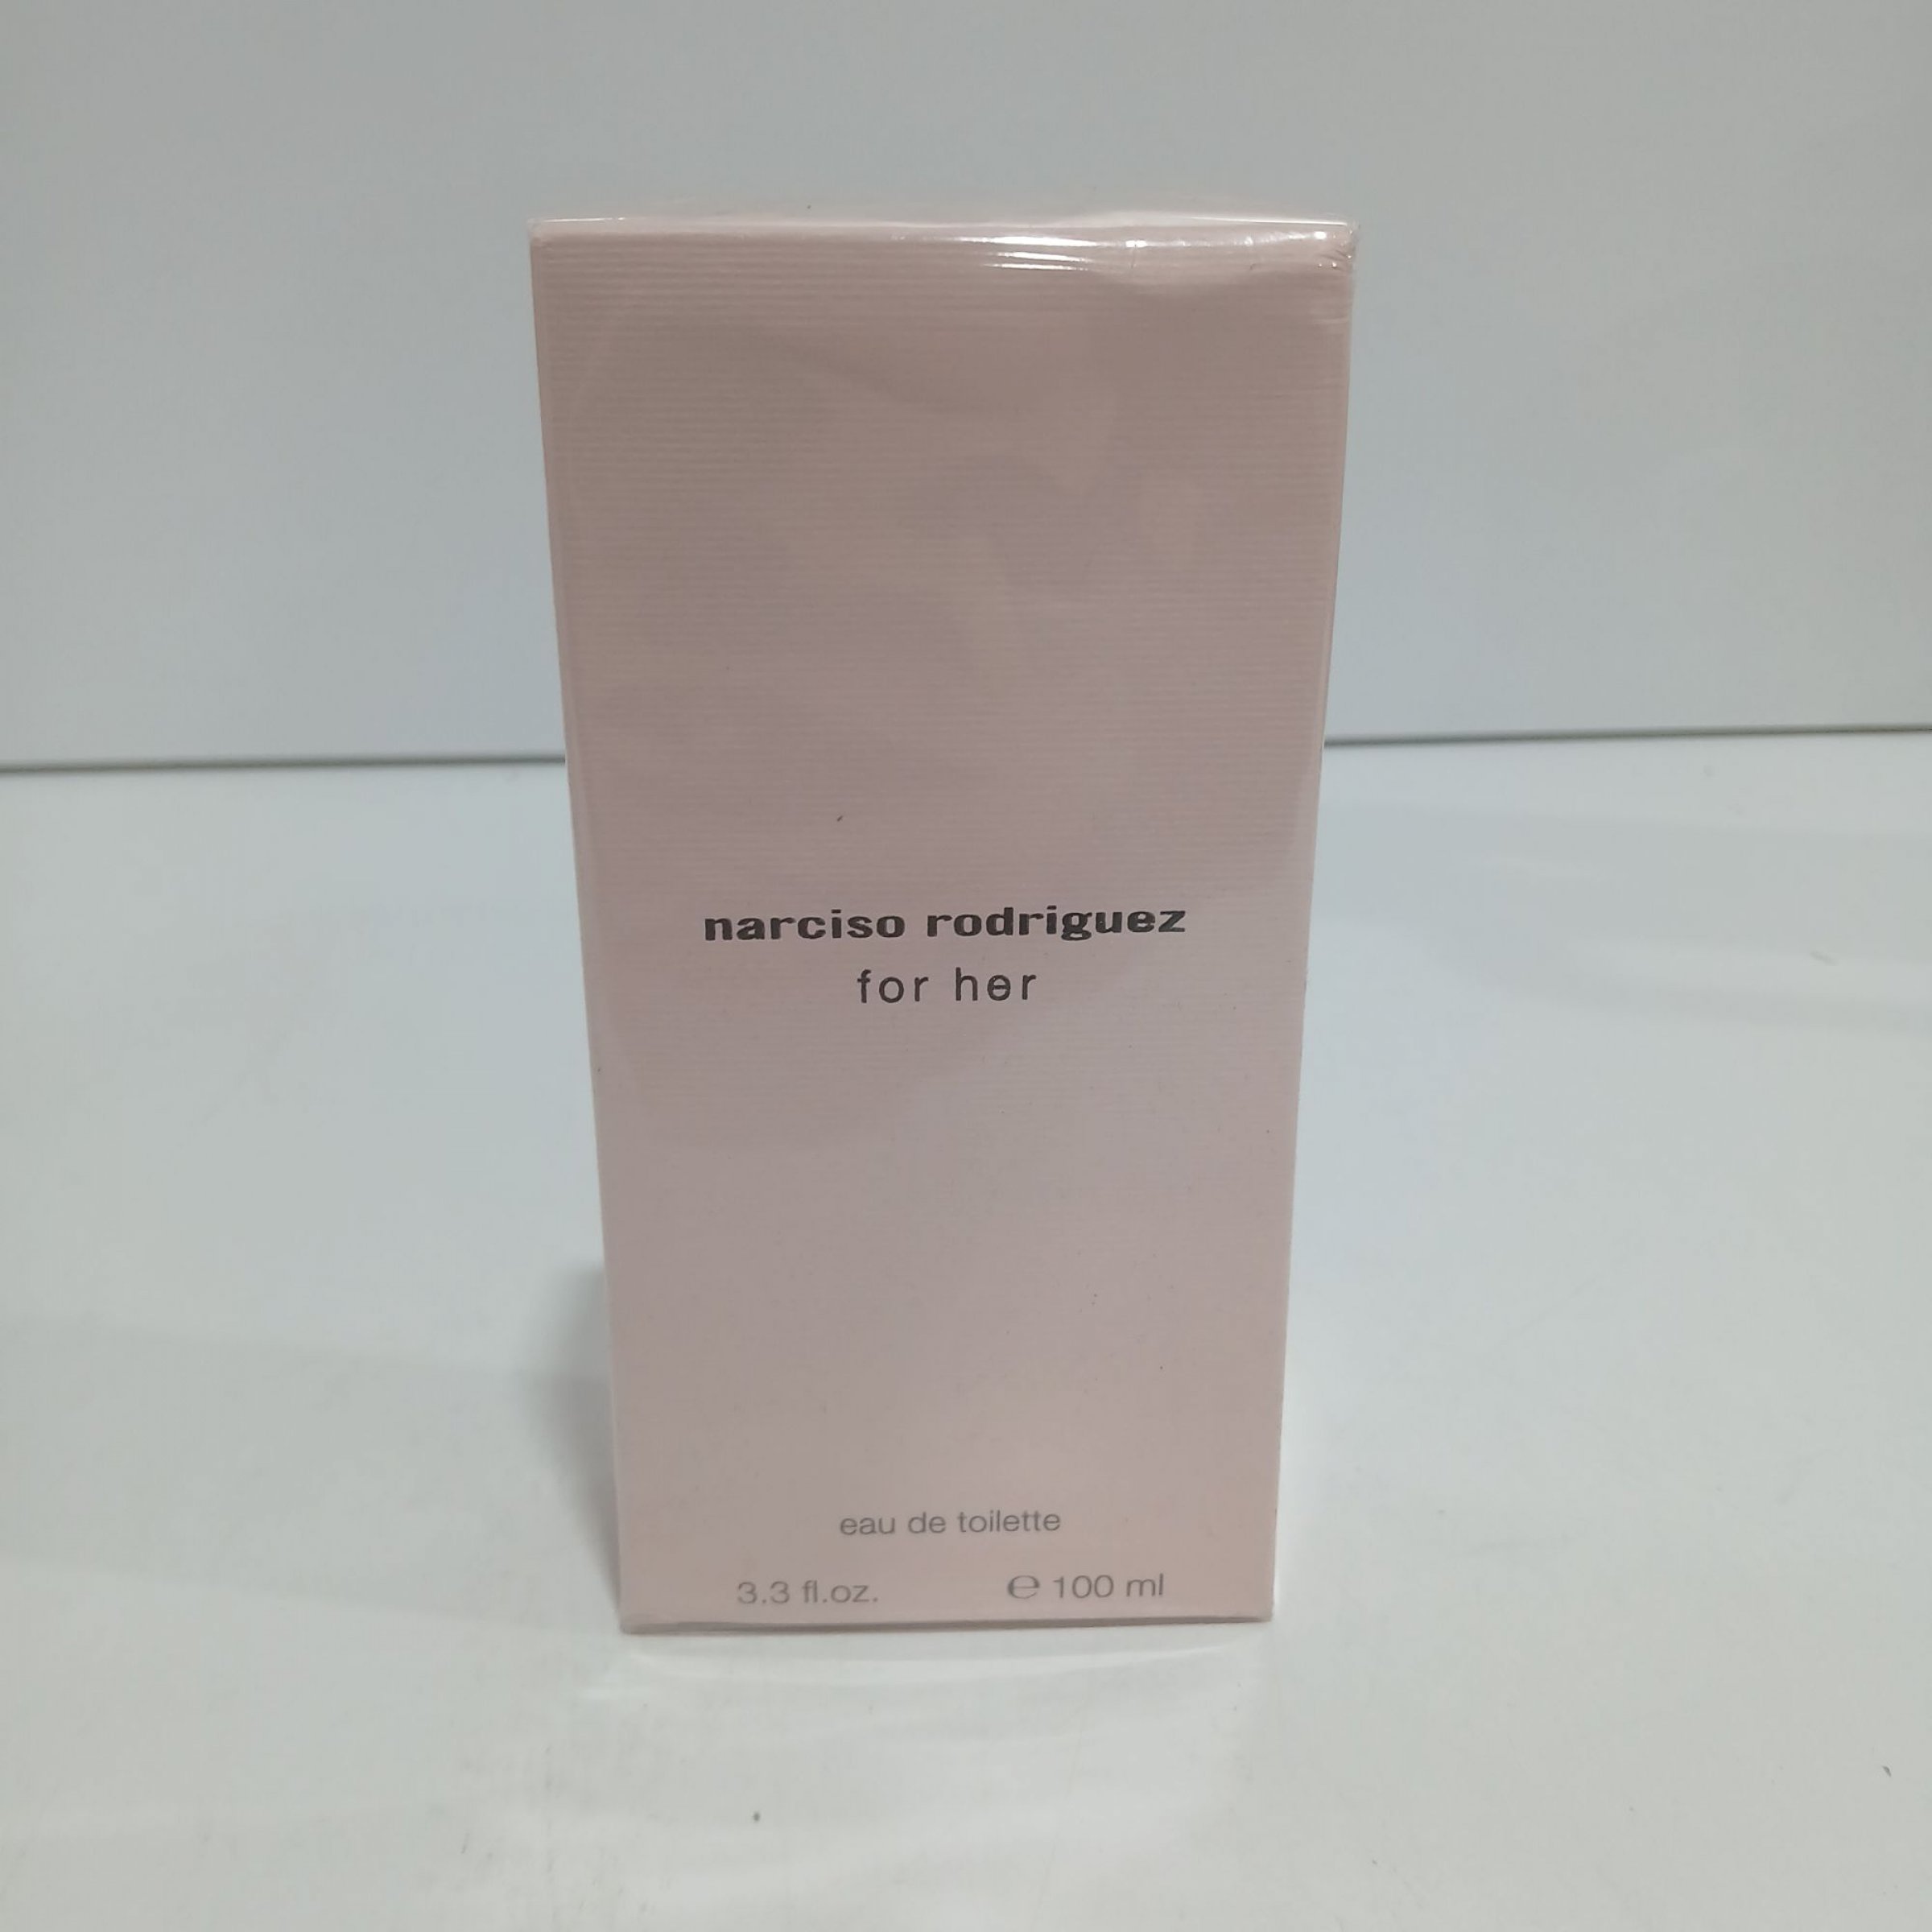 narciso rodriguez
for her
eau de toilette
3.3 fl.oz. ℮ 100 ml